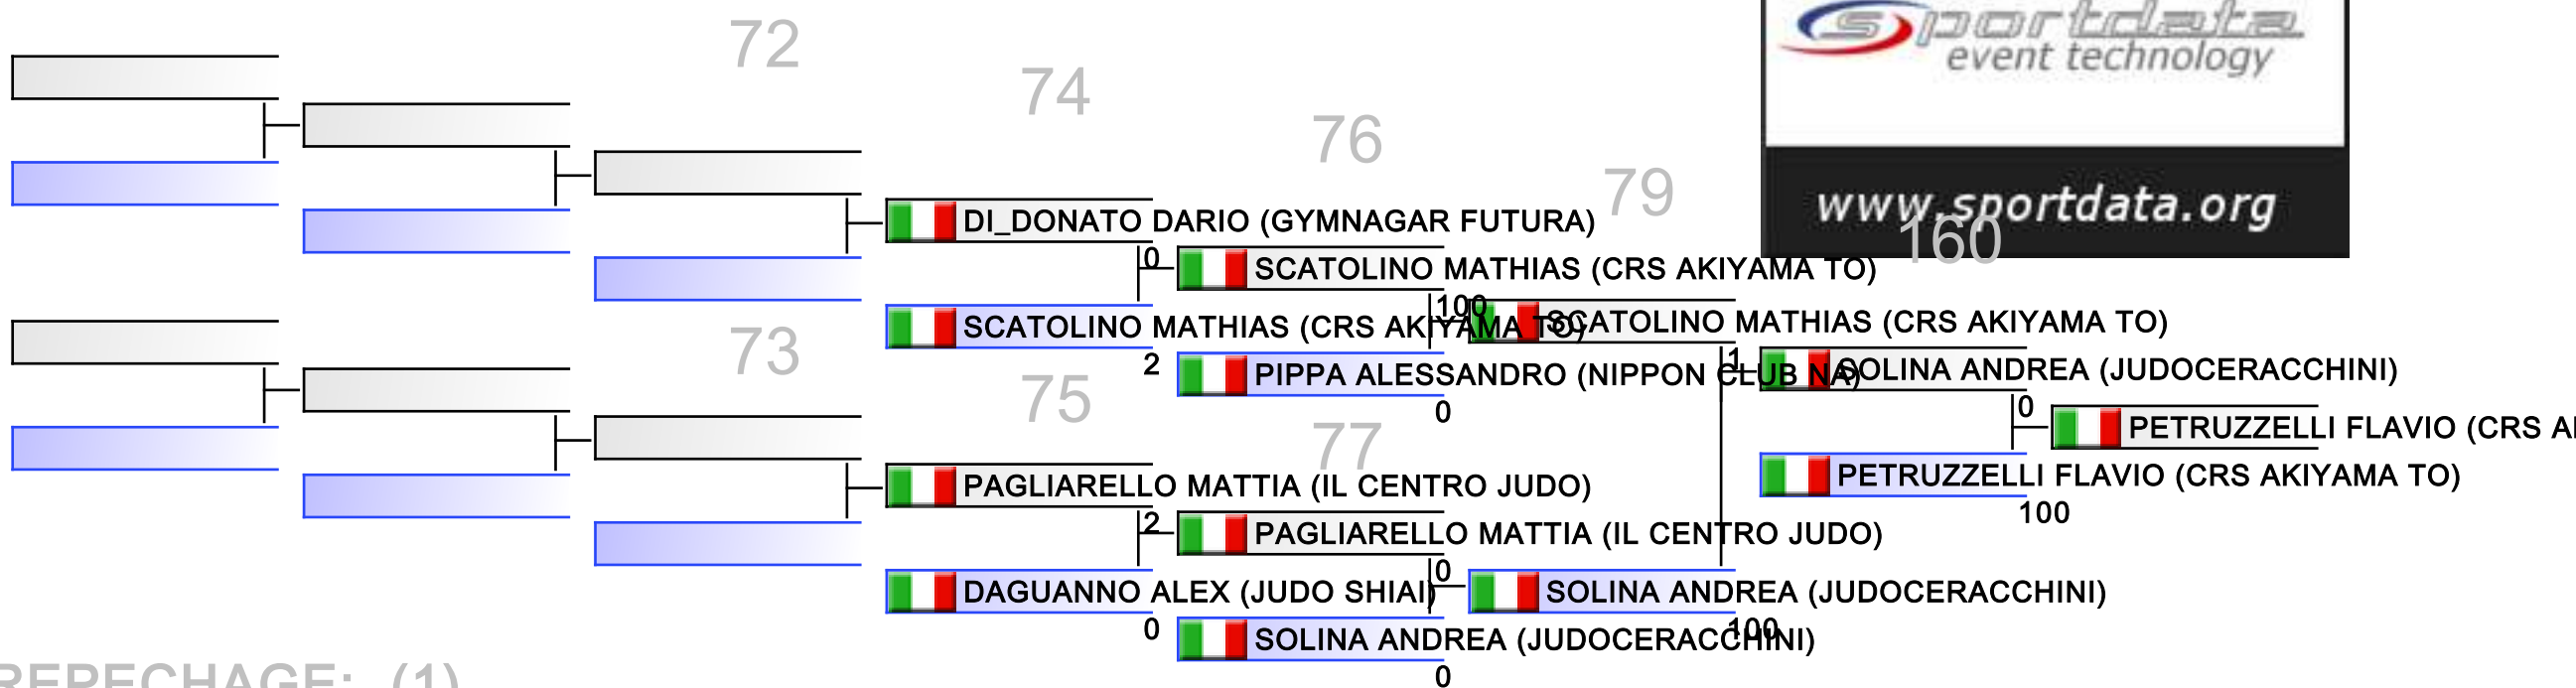 sportdata
event technology
www.sportdata.org
72
74
76
79
160
DI_DONATO DARIO (GYMNAGAR FUTURA)
0
SCATOLINO MATHIAS (CRS AKIYAMA TO)
100
SCATOLINO MATHIAS (CRS AKIYAMA TO)
SCATOLINO MATHIAS (CRS AKIYAMA TO)
2
1
PIPPA ALESSANDRO (NIPPON CLUB NA)
0
SOLINA ANDREA (JUDOCERACCHINI)
0
PETRUZZELLI FLAVIO (CRS
PETRUZZELLI FLAVIO (CRS AKIYAMA TO)
100
73
75
77
PAGLIARELLO MATTIA (IL CENTRO JUDO)
2
PAGLIARELLO MATTIA (IL CENTRO JUDO)
0
DAGUANNO ALEX (JUDO SHIAI)
0
SOLINA ANDREA (JUDOCERACCHINI)
100
SOLINA ANDREA (JUDOCERACCHINI)
0
REPECHAGE: (1)